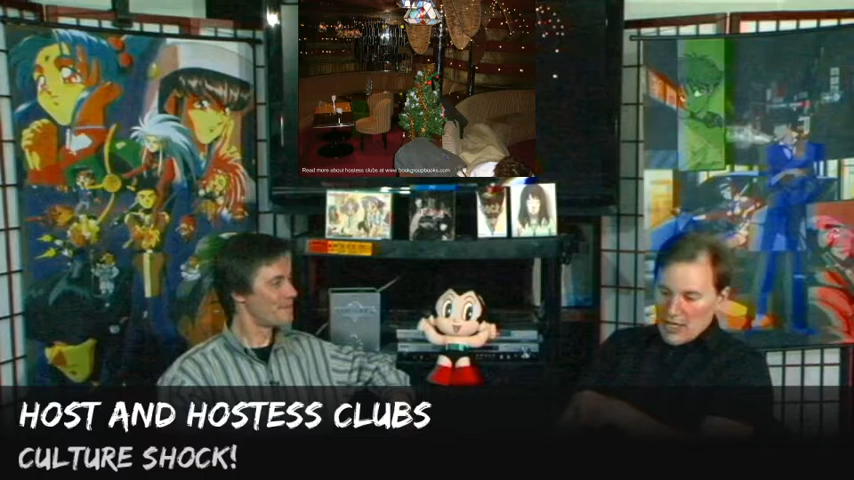 Read more about hostess clubs at www.bookgroupbooks.com
HOST AND HOSTESS CLUBS
CULTURE SHOCK!